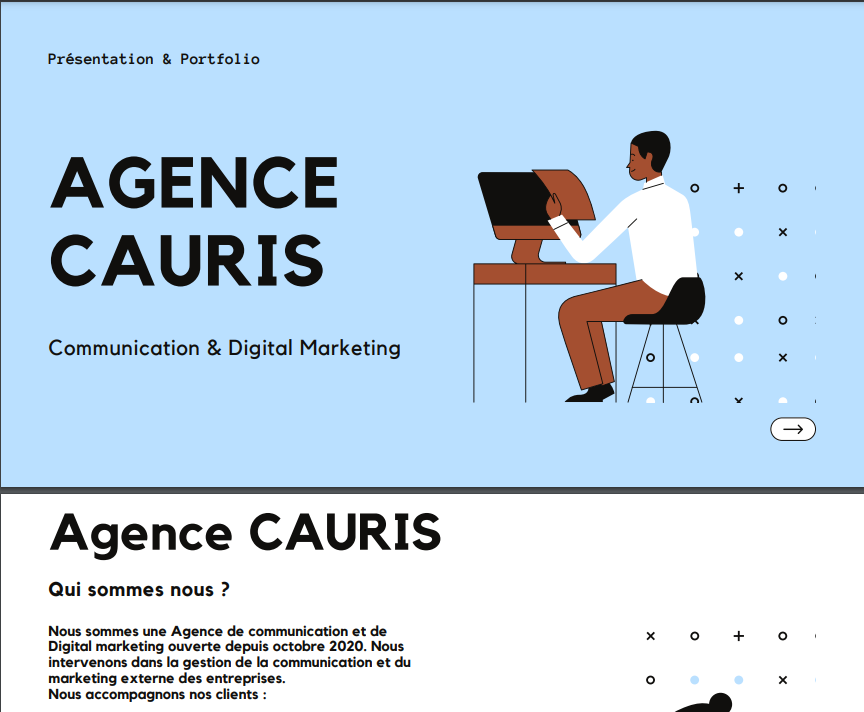 Présentation & Portfolio
AGENCE
CAURIS
Communication & Digital Marketing
Agence CAURIS
Qui sommes nous ?
Nous sommes une Agence de communication et de
Digital marketing ouverte depuis octobre 2020. Nous
intervenons dans la gestion de la communication et du
marketing externe des entreprises.
Nous accompagnons nos clients :